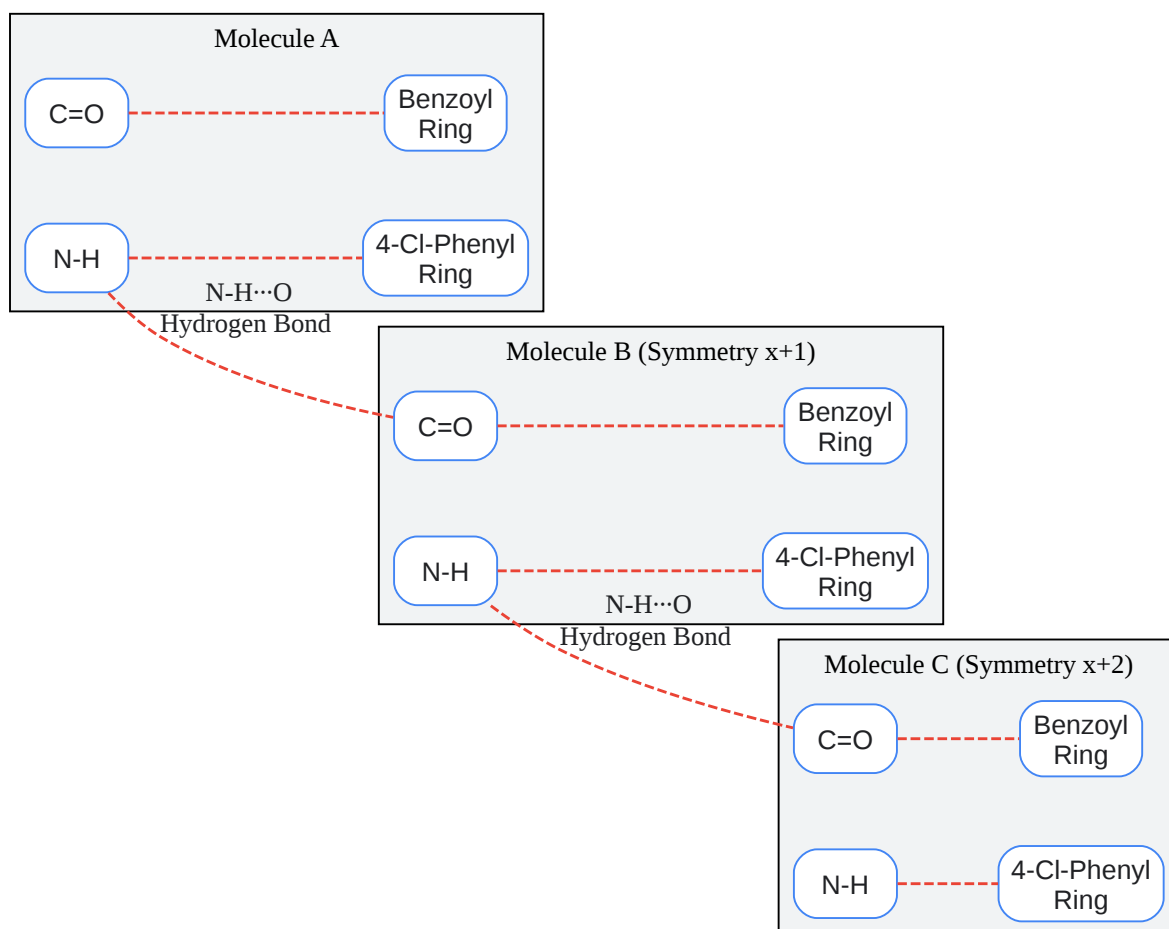 Molecule A
C=O
Benzoyl
Ring
N-H
4-Cl-Phenyl
Ring
N-H···O
Hydrogen Bond
Molecule B (Symmetry x+1)
C=O
Benzoyl
Ring
N-H
4-Cl-Phenyl
Ring
N-H···O
Hydrogen Bond
Molecule C (Symmetry x+2)
C=O
Benzoyl
Ring
N-H
4-Cl-Phenyl
Ring